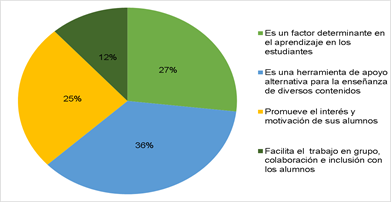 27%
36%
25%
12%
Es un factor determinante en
el aprendizaje en los
estudiantes
Es una herramienta de apoyo
alternativa para la enseñanza
de diversos contenidos
Promueve el interés y
motivación de sus alumnos
Facilita el trabajo en grupo,
colaboración e inclusión con
los alumnos